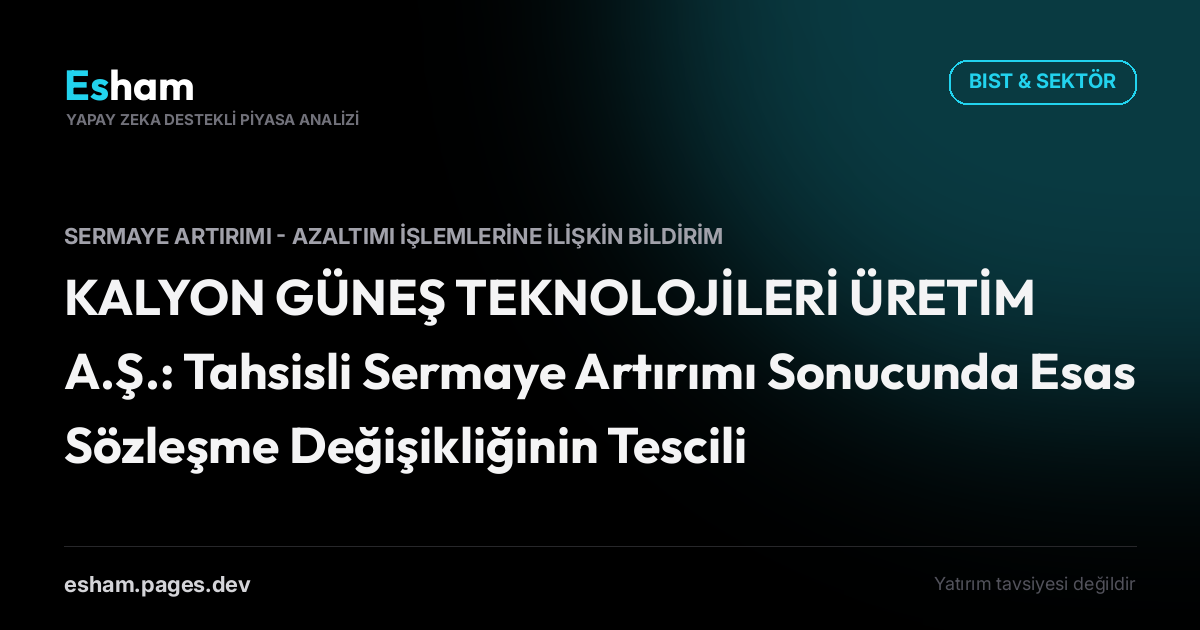 Esham
YAPAY ZEKA DESTEKLİ PİYASA ANALİZİ
BIST & SEKTÖR
SERMAYE ARTIRIMI - AZALTIMI İŞLEMLERİNE İLİŞKİN BİLDİRİM
KALYON GÜNEŞ TEKNOLOJİLERİ ÜRETİM
A.Ş.: Tahsisli Sermaye Artırımı Sonucunda Esas
Sözleşme Değişikliğinin Tescili
esham.pages.dev
Yatırım tavsiyesi değildir